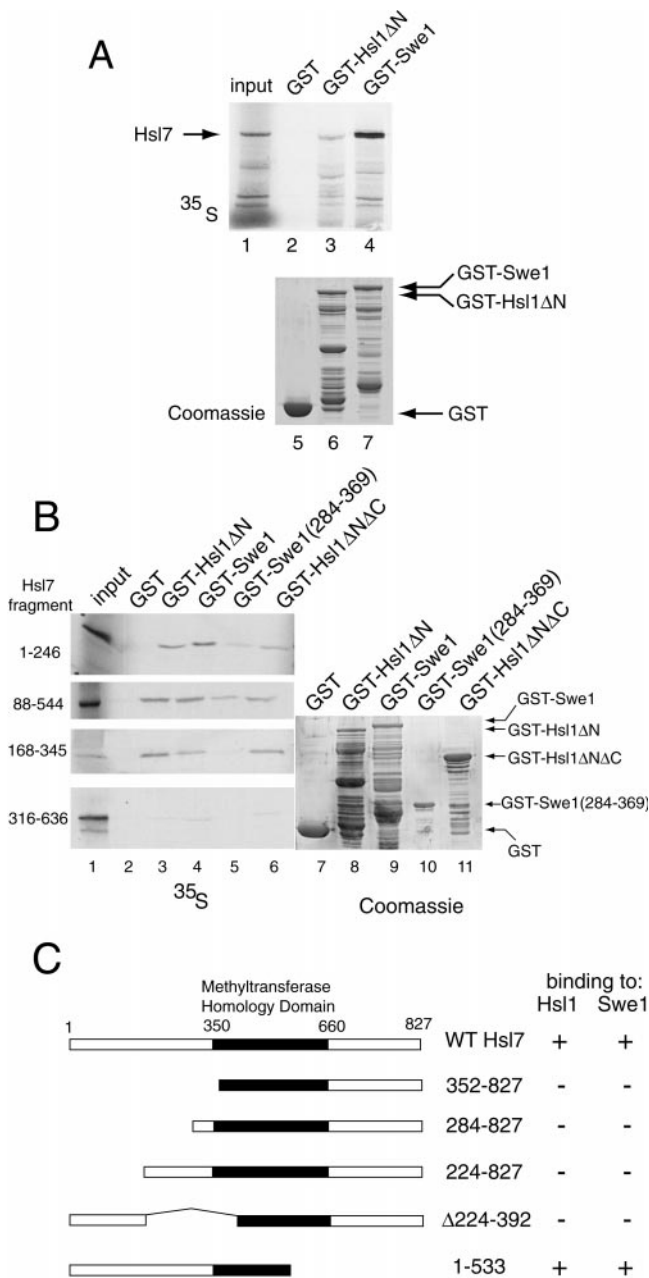 A
input GST GST-Hsl1ΔN GST-Swe1
Hsl7
35 S
1 2 3 4
GST-Swe1
GST-Hsl1ΔN
Coomassie
GST
5 6 7
B
Hsl7 fragment
input GST GST-Hsl1ΔN GST-Swe1 GST-Swe1(284-369) GST-Hsl1ΔNΔC
1-246
88-544
168-345
316-636
1 2 3 4 5 6
35S
GST GST-Hsl1ΔN GST-Swe1 GST-Swe1(284-369) GST-Hsl1ΔNΔC
GST-Swe1
GST-Hsl1ΔN
GST-Hsl1ΔNΔC
GST-Swe1(284-369)
GST
7 8 9 10 11
Coomassie
C
Methyltransferase
Homology Domain
binding to:
Hsl1 Swe1
1 350 660 827
WT Hsl7 + +
352-827 - -
284-827 - -
224-827 - -
Δ224-392 - -
1-533 + +